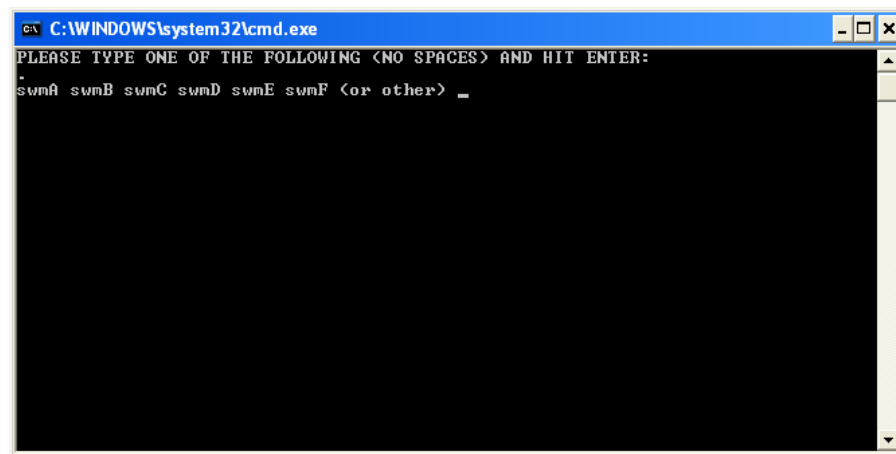 C:\WINDOWS\system32\cmd.exe
PLEASE TYPE ONE OF THE FOLLOWING (NO SPACES) AND HIT ENTER:
.
swmA swmB swmC swmD swmE swmF (or other) _